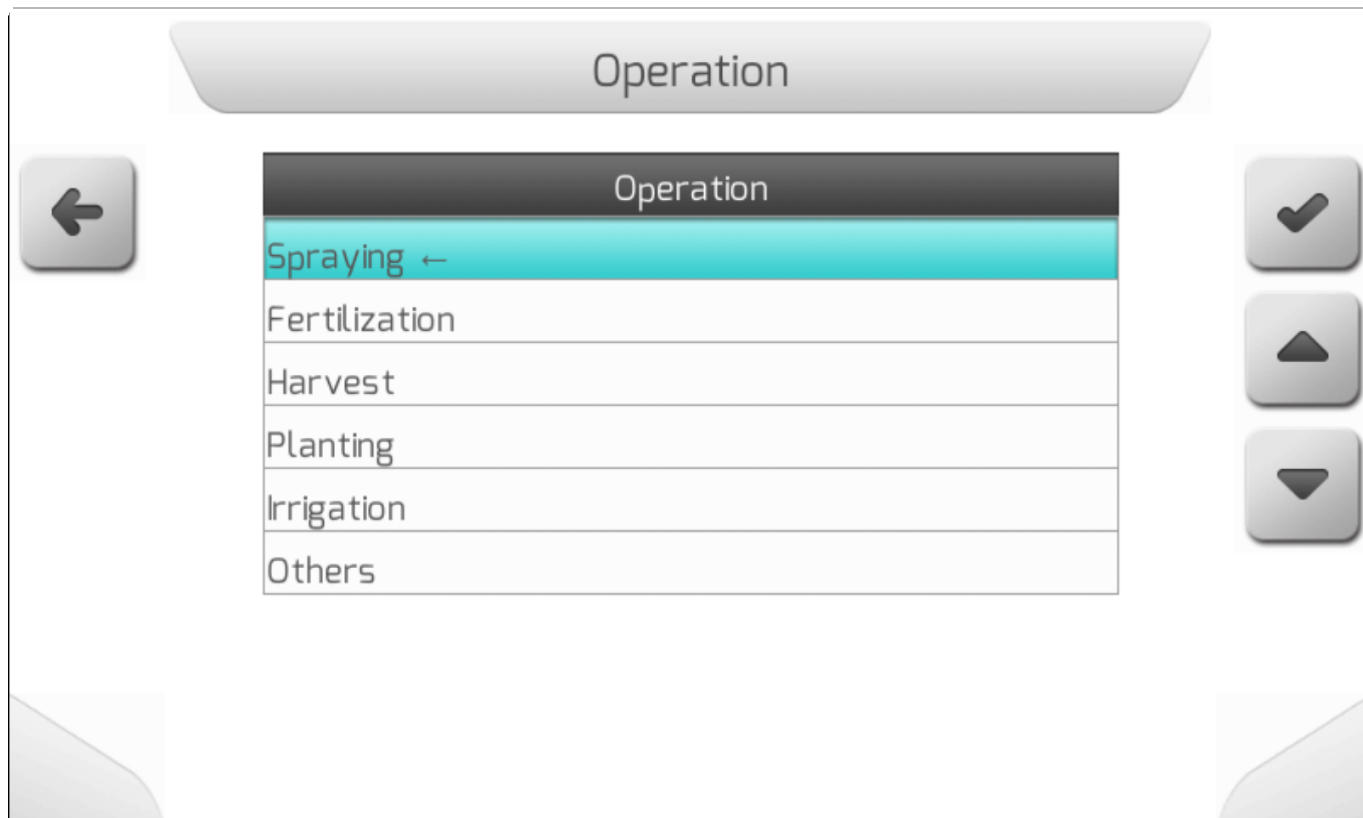 Operation
Operation
Spraying ←
Fertilization
Harvest
Planting
Irrigation
Others